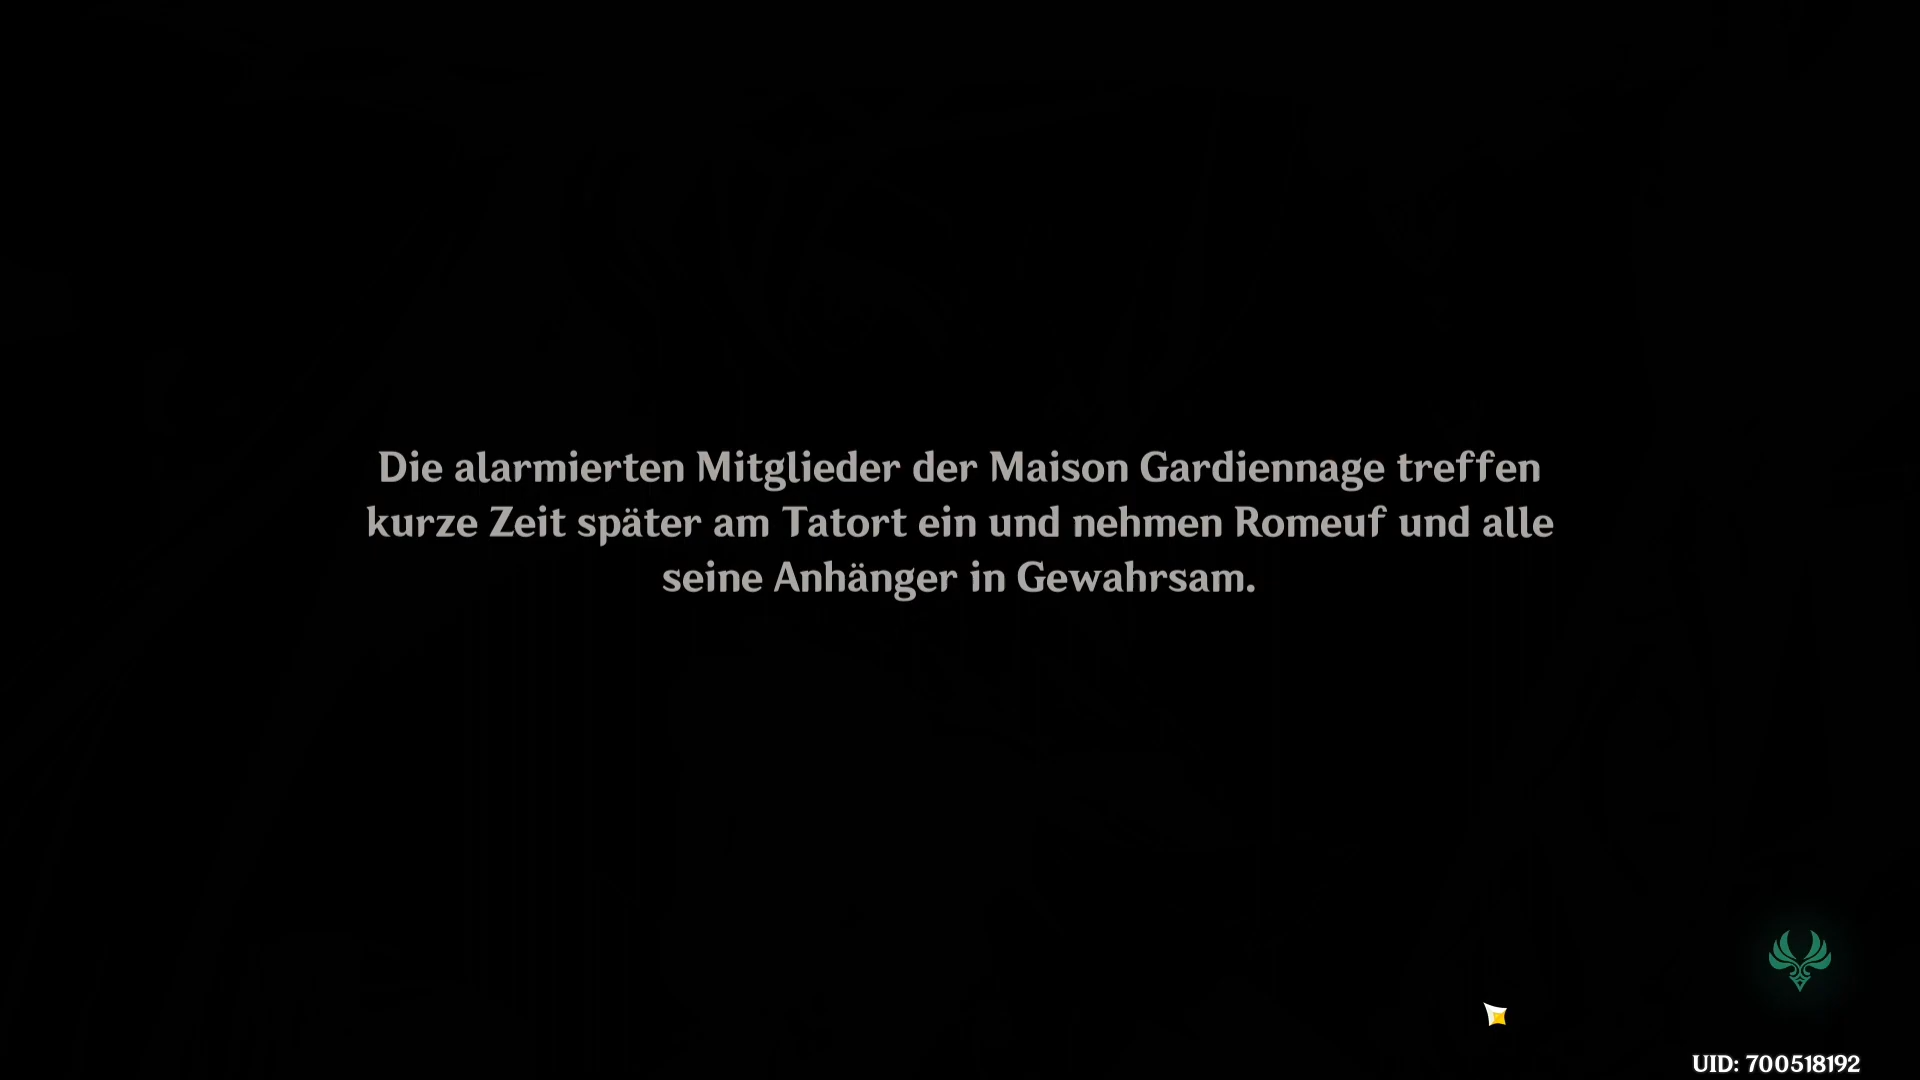 Die alarmierten Mitglieder der Maison Gardiennage treffen
kurze Zeit später am Tatort ein und nehmen Romeuf und alle
seine Anhänger in Gewahrsam.
UID: 700518192